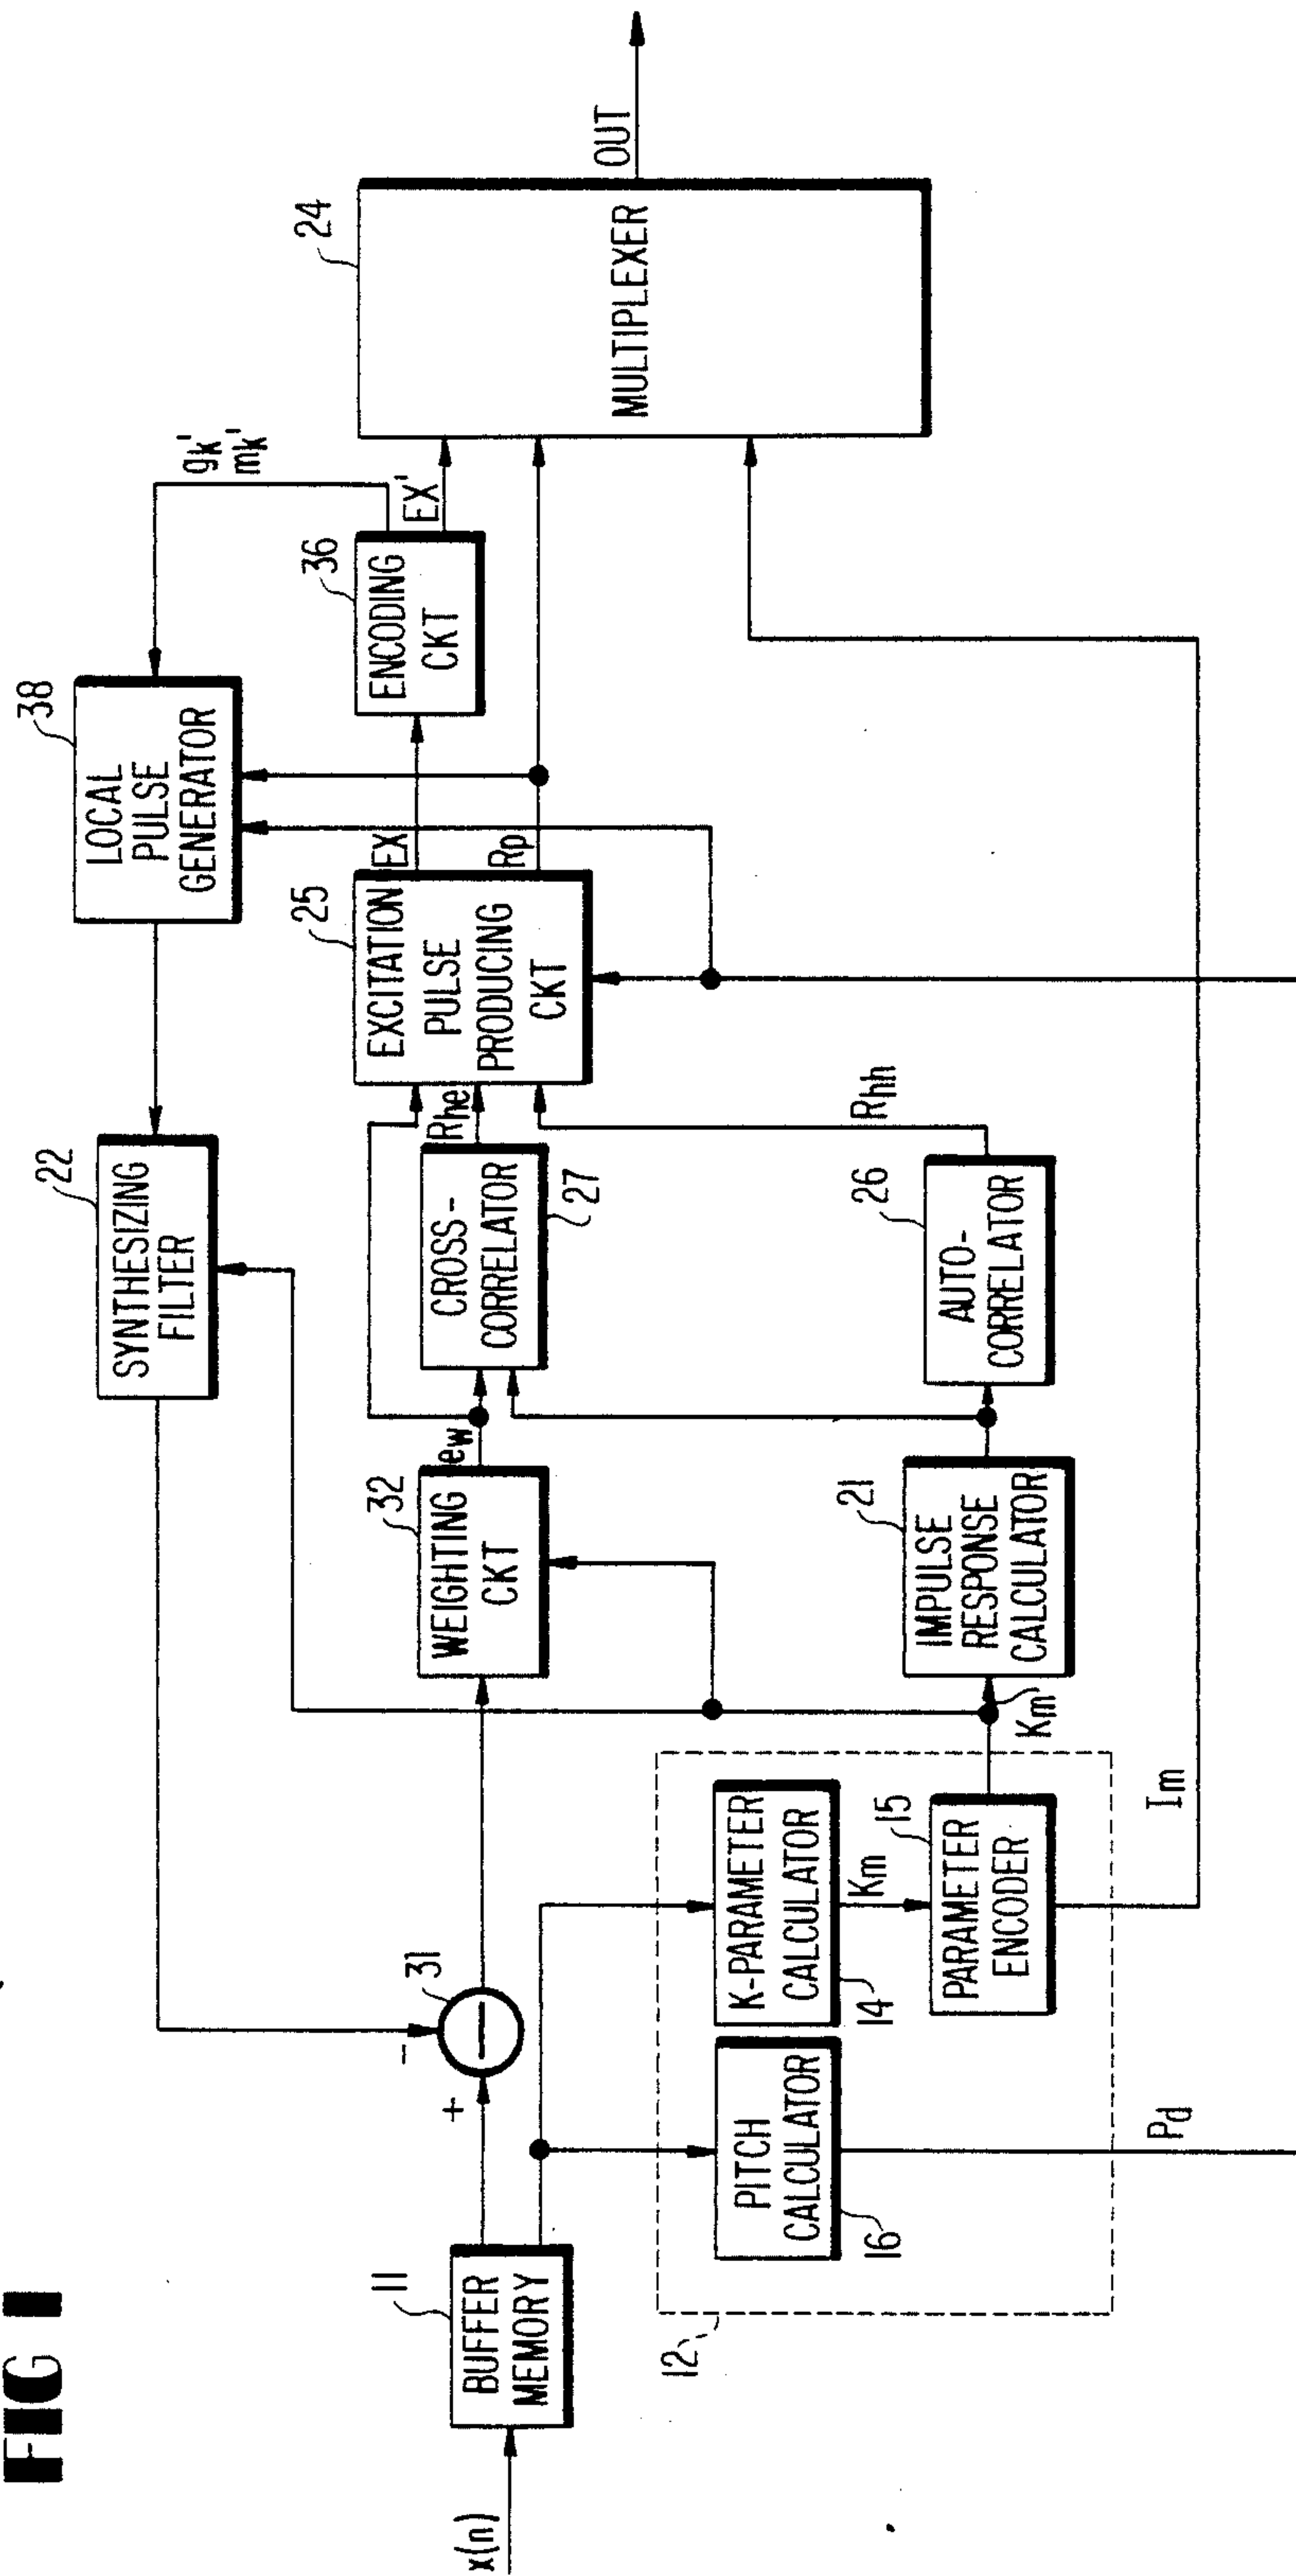 FIG 1
x(n)
11
BUFFER
MEMORY
+
-
31
12
PITCH
CALCULATOR
16
K-PARAMETER
CALCULATOR
14
Km
15
PARAMETER
ENCODER
Pd
Im
Km
32
WEIGHTING
CKT
ew
21
IMPULSE
RESPONSE
CALCULATOR
22
SYNTHESIZING
FILTER
CROSS-
CORRELATOR
27
Rhe
26
AUTO-
CORRELATOR
Rhh
38
LOCAL
PULSE
GENERATOR
25
EXCITATION
PULSE
PRODUCING
CKT
EX
Rp
36
ENCODING
CKT
gk'
mk'
EX'
24
MULTIPLEXER
OUT